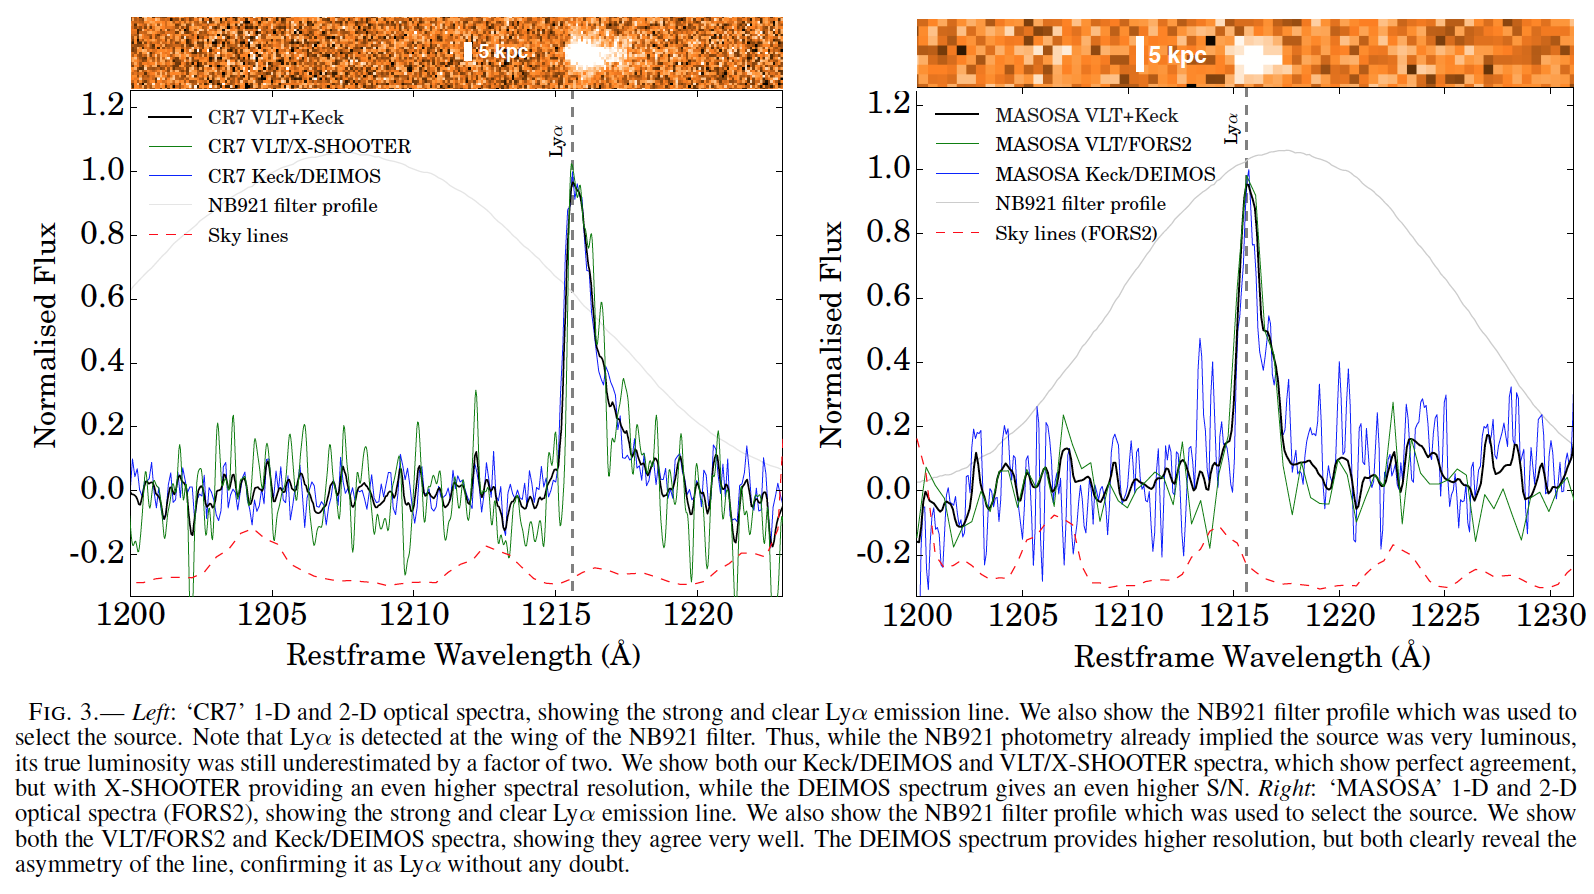 5 kpc
1.2
1.0
0.8
0.6
0.4
0.2
0.0
-0.2
Normalised Flux
CR7 VLT+Keck
CR7 VLT/X-SHOOTER
CR7 Keck/DEIMOS
NB921 filter profile
Sky lines
Lyα
1200 1205 1210 1215 1220
Restframe Wavelength (Å)
5 kpc
1.2
1.0
0.8
0.6
0.4
0.2
0.0
-0.2
Normalised Flux
MASOSA VLT+Keck
MASOSA VLT/FORS2
MASOSA Keck/DEIMOS
NB921 filter profile
Sky lines (FORS2)
Lyα
1200 1205 1210 1215 1220 1225 1230
Restframe Wavelength (Å)
FIG. 3.— Left: ‘CR7’ 1-D and 2-D optical spectra, showing the strong and clear Lyα emission line. We also show the NB921 filter profile which was used to
select the source. Note that Lyα is detected at the wing of the NB921 filter. Thus, while the NB921 photometry already implied the source was very luminous,
its true luminosity was still underestimated by a factor of two. We show both our Keck/DEIMOS and VLT/X-SHOOTER spectra, which show perfect agreement,
but with X-SHOOTER providing an even higher spectral resolution, while the DEIMOS spectrum gives an even higher S/N. Right: ‘MASOSA’ 1-D and 2-D
optical spectra (FORS2), showing the strong and clear Lyα emission line. We also show the NB921 filter profile which was used to select the source. We show
both the VLT/FORS2 and Keck/DEIMOS spectra, showing they agree very well. The DEIMOS spectrum provides higher resolution, but both clearly reveal the
asymmetry of the line, confirming it as Lyα without any doubt.